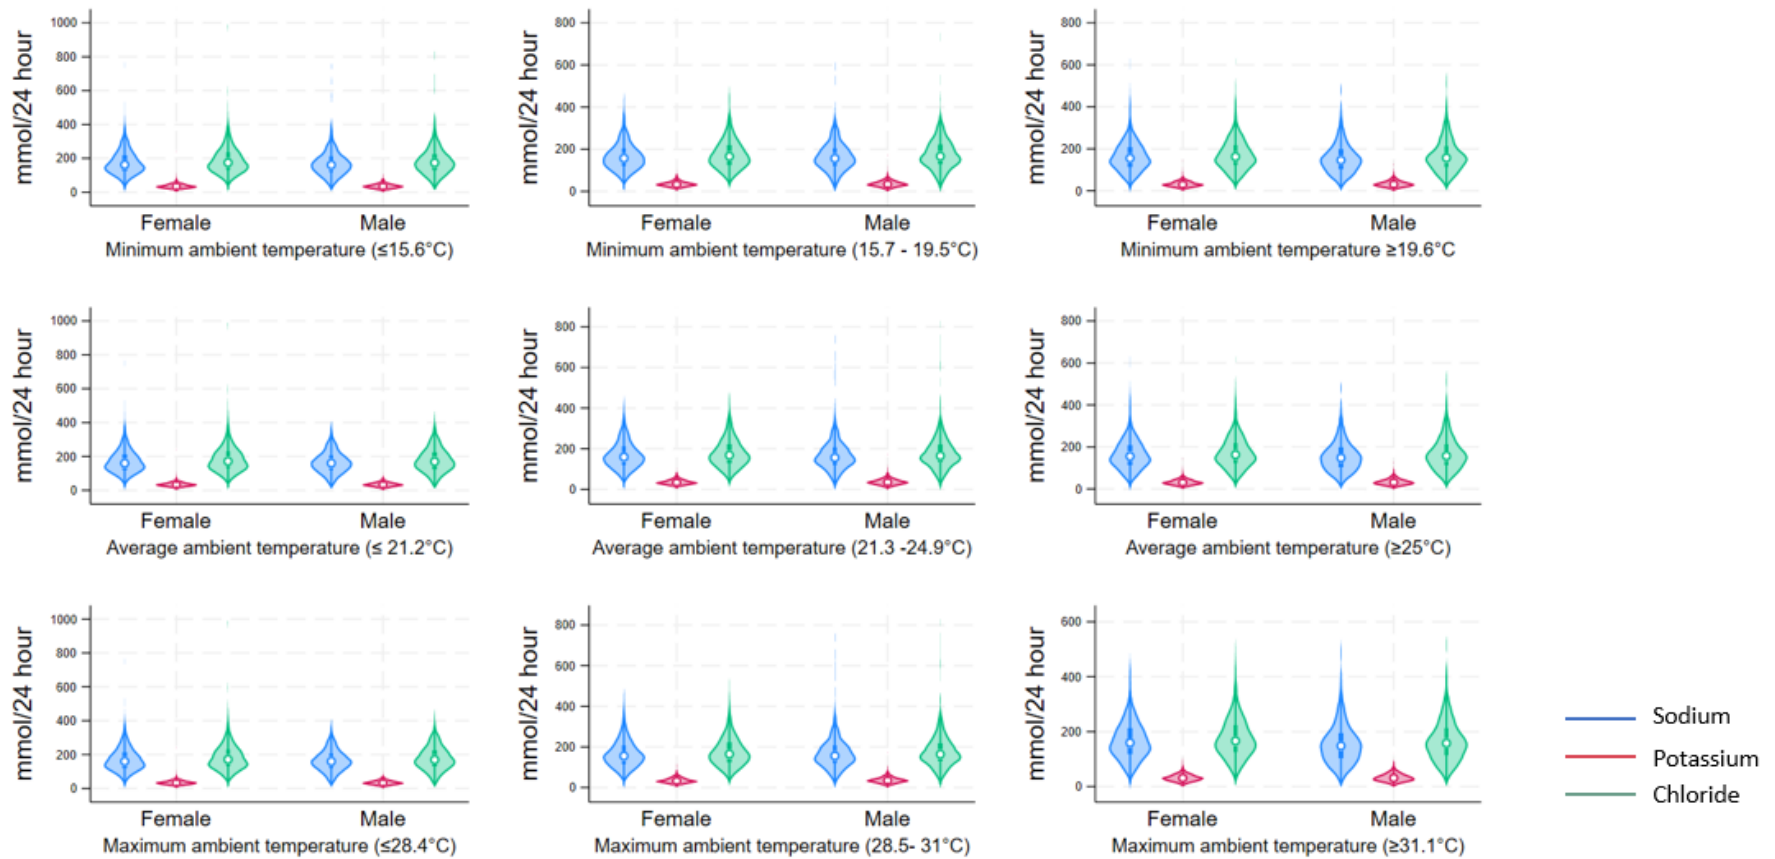 mmol/24 hour
1000
800
600
400
200
0
Female Male
Minimum ambient temperature (≤15.6°C)
mmol/24 hour
800
600
400
200
0
Female Male
Minimum ambient temperature (15.7 - 19.5°C)
mmol/24 hour
800
600
400
200
0
Female Male
Minimum ambient temperature ≥19.6°C
mmol/24 hour
1000
800
600
400
200
0
Female Male
Average ambient temperature (≤ 21.2°C)
mmol/24 hour
800
600
400
200
0
Female Male
Average ambient temperature (21.3 -24.9°C)
mmol/24 hour
800
600
400
200
0
Female Male
Average ambient temperature (≥25°C)
mmol/24 hour
1000
800
600
400
200
0
Female Male
Maximum ambient temperature (≤28.4°C)
mmol/24 hour
800
600
400
200
0
Female Male
Maximum ambient temperature (28.5- 31°C)
mmol/24 hour
600
400
200
0
Female Male
Maximum ambient temperature (≥31.1°C)
Sodium
Potassium
Chloride